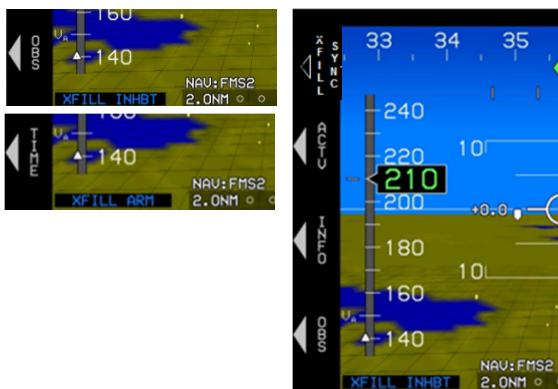 160
OBS
VA
140
NAV:FMS2
XFILL INHBT
2.0NM
TIME
VA
140
NAV:FMS2
XFILL ARM
2.0NM
XFILL SYNC
33 34 35
240
ACTV
220
10
210
200
+0.0
INFO
180
10
160
VA
OBS
140
NAV:FMS2
XFILL INHBT
2.0NM